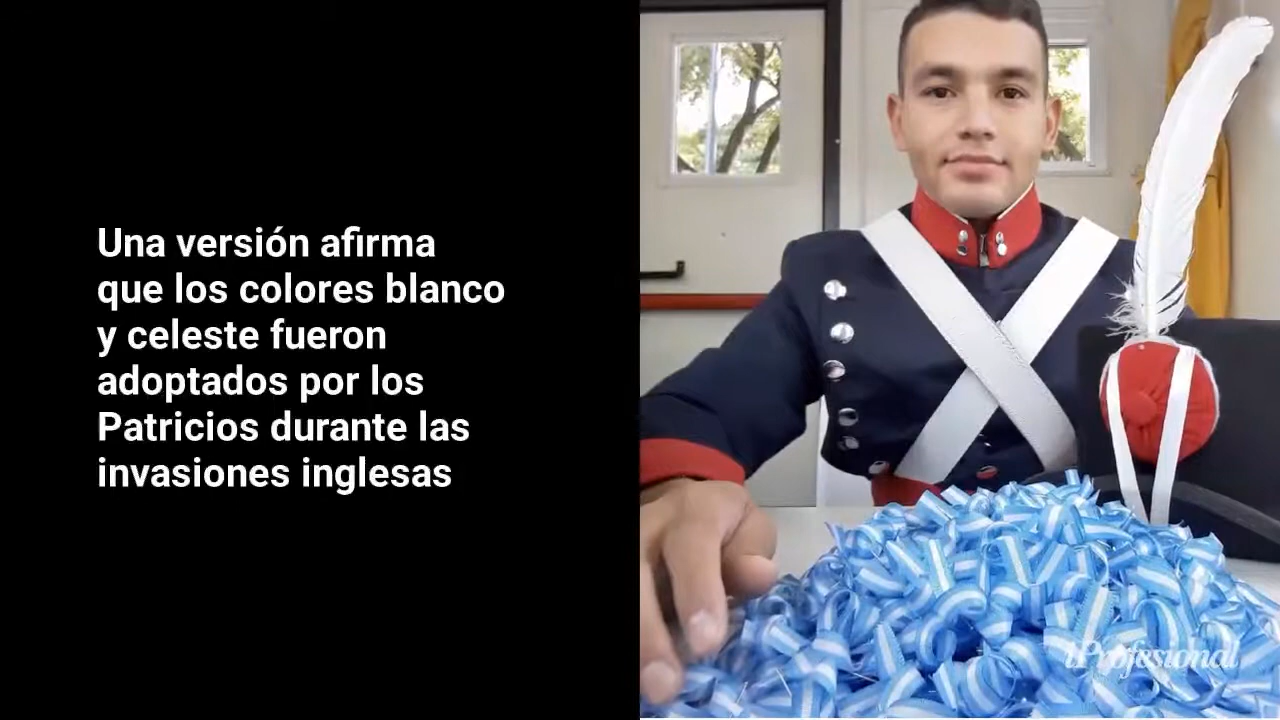 Una versión afirma
que los colores blanco
y celeste fueron
adoptados por los
Patricios durante las
invasiones inglesas
iProfesional